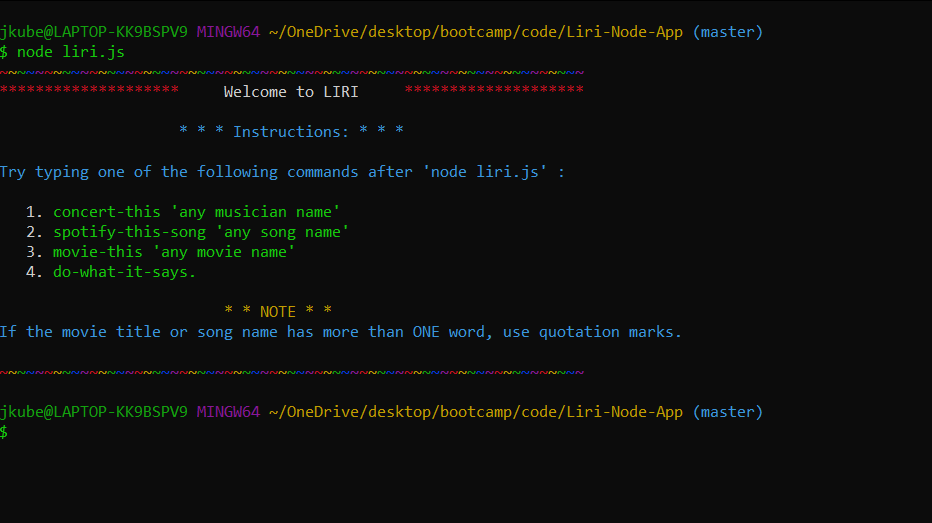 jkube@LAPTOP-KK9BSPV9 MINGW64 ~/OneDrive/desktop/bootcamp/code/Liri-Node-App (master)
$ node liri.js
~~~~~~~~~~~~~~~~~~~~~~~~~~~~~~~~~~~~~~~~~~~~~~~~~~~~~~~~~~~~~~~~~
******************** Welcome to LIRI ********************
* * * Instructions: * * *
Try typing one of the following commands after 'node liri.js' :
1. concert-this 'any musician name'
2. spotify-this-song 'any song name'
3. movie-this 'any movie name'
4. do-what-it-says.
* * NOTE * *
If the movie title or song name has more than ONE word, use quotation marks.
~~~~~~~~~~~~~~~~~~~~~~~~~~~~~~~~~~~~~~~~~~~~~~~~~~~~~~~~~~~~~~~~~
jkube@LAPTOP-KK9BSPV9 MINGW64 ~/OneDrive/desktop/bootcamp/code/Liri-Node-App (master)
$